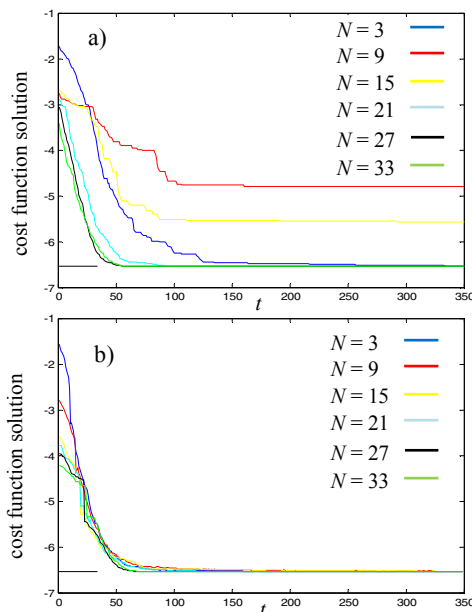 -1
a)
N = 3
-2
N = 9
N = 15
-3
N = 21
N = 27
-4
N = 33
-5
-6
-7
0 50 100 150 200 250 300 350
t
cost function solution
-1
b)
N = 3
-2
N = 9
N = 15
-3
N = 21
N = 27
-4
N = 33
-5
-6
-7
0 50 100 150 200 250 300 350
t
cost function solution